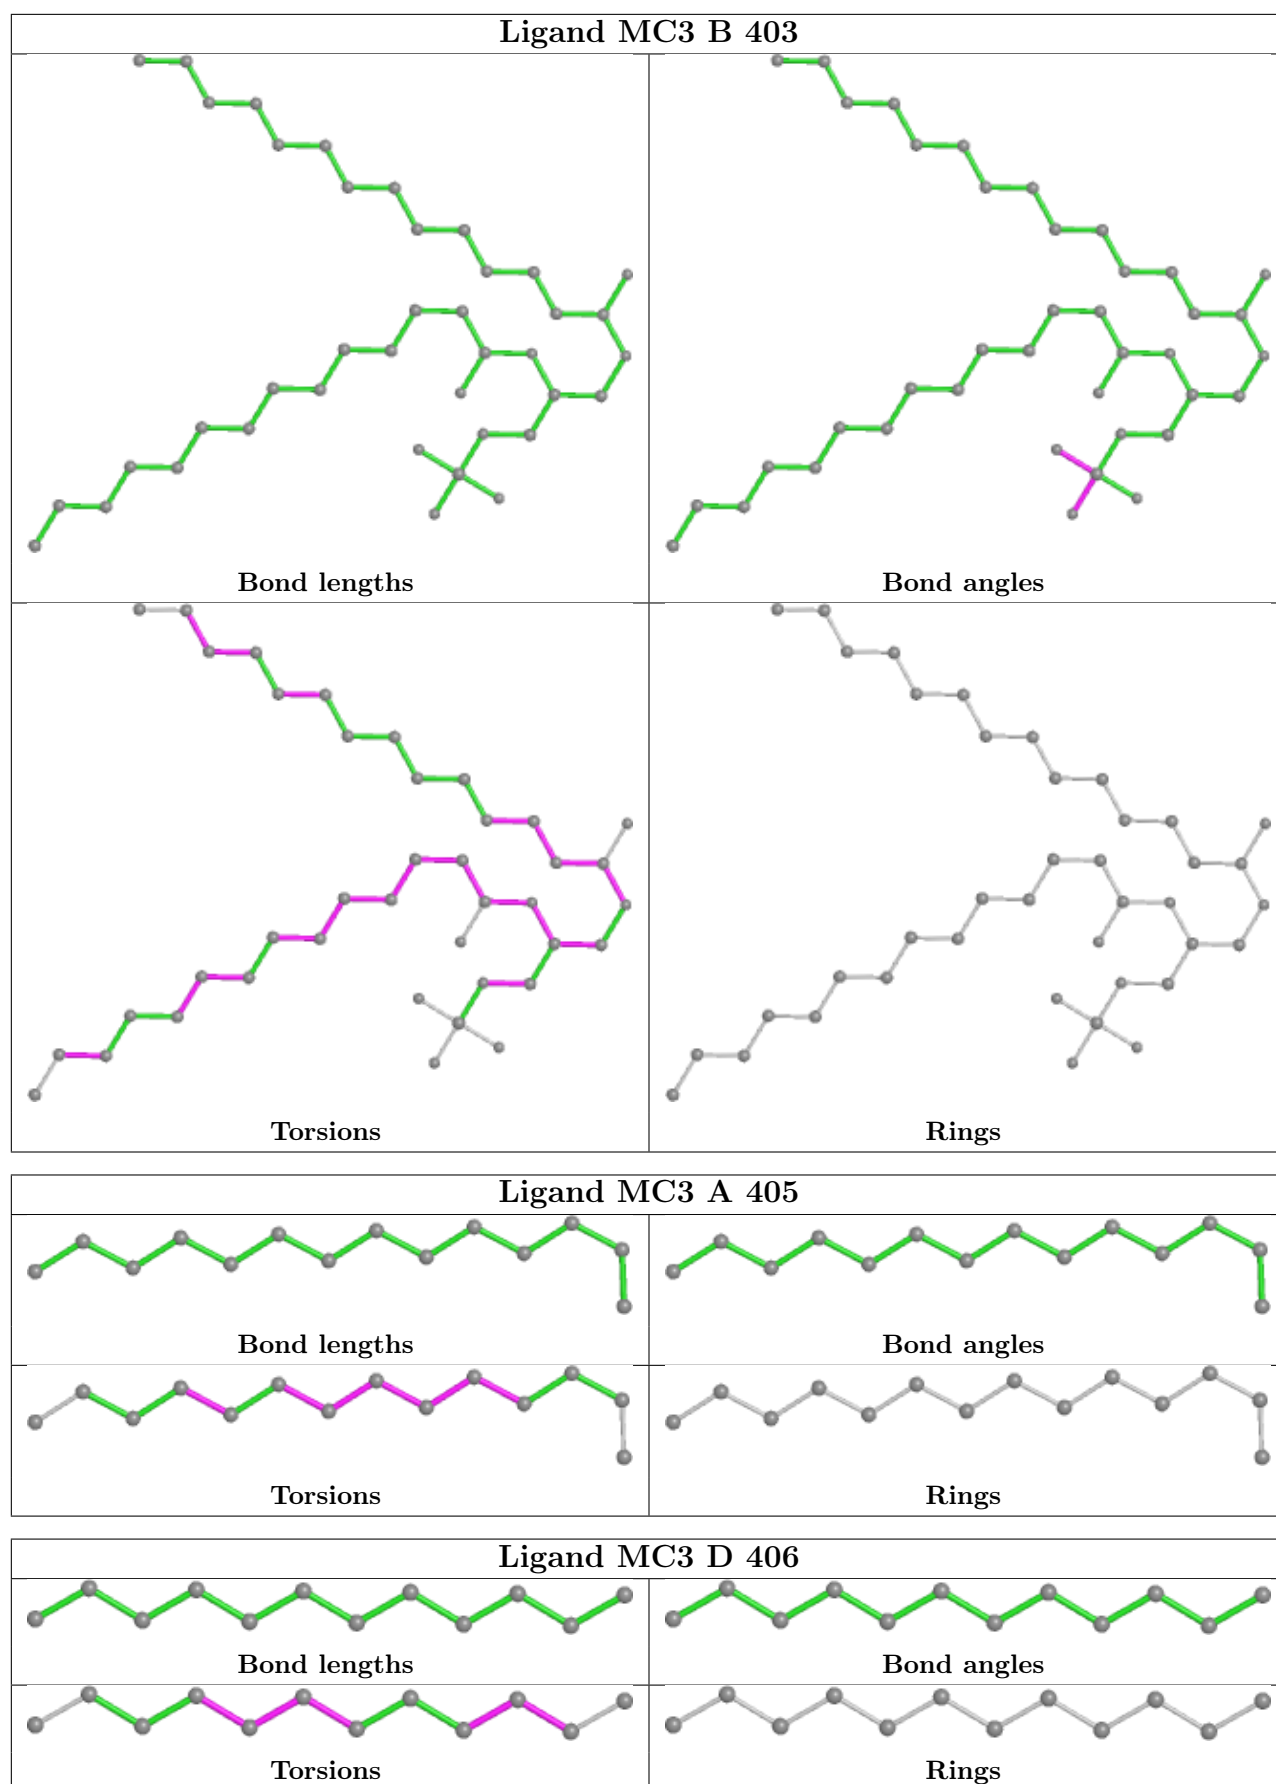 Ligand MC3 B 403
Bond lengths
Bond angles
Torsions
Rings
Ligand MC3 A 405
Bond lengths
Bond angles
Torsions
Rings
Ligand MC3 D 406
Bond lengths
Bond angles
Torsions
Rings